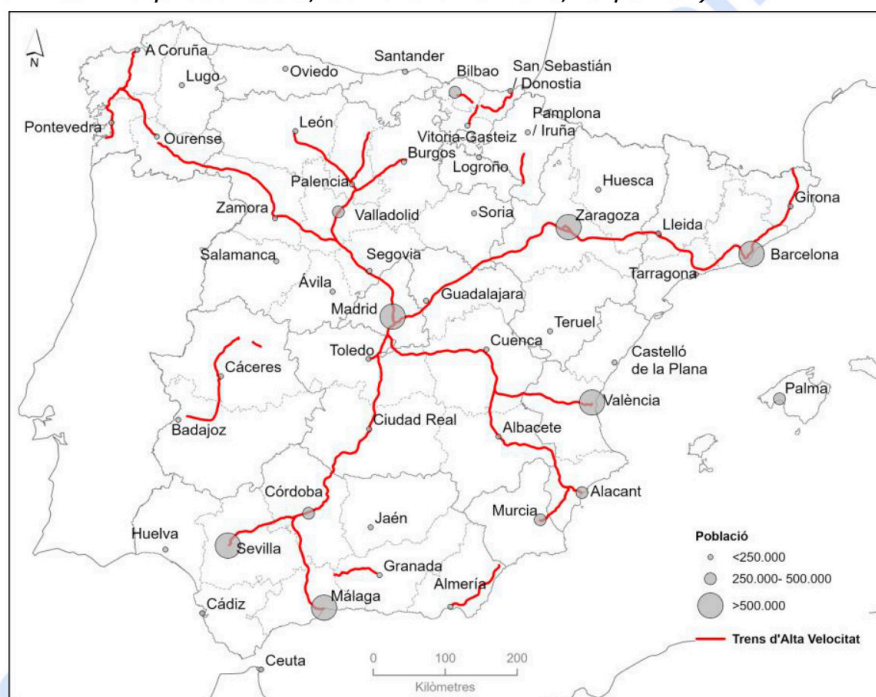 N
A Coruña
Lugo
Oviedo
Santander
Bilbao
San Sebastián
/ Donostia
Pontevedra
Ourense
León
Vitoria-Gasteiz
Pamplona
/ Iruña
Burgos
Logroño
Palencia
Huesca
Girona
Zamora
Valladolid
Soria
Zaragoza
Lleida
Barcelona
Salamanca
Segovia
Tarragona
Ávila
Guadalajara
Madrid
Teruel
Toledo
Cuenca
Castelló
de la Plana
Cáceres
València
Palma
Badajoz
Ciudad Real
Albacete
Córdoba
Alacant
Murcia
Jaén
Huelva
Sevilla
Granada
Almería
Málaga
Cádiz
Ceuta
Població
<250.000
250.000- 500.000
>500.000
Trens d'Alta Velocitat
0 100 200
Kilòmetres